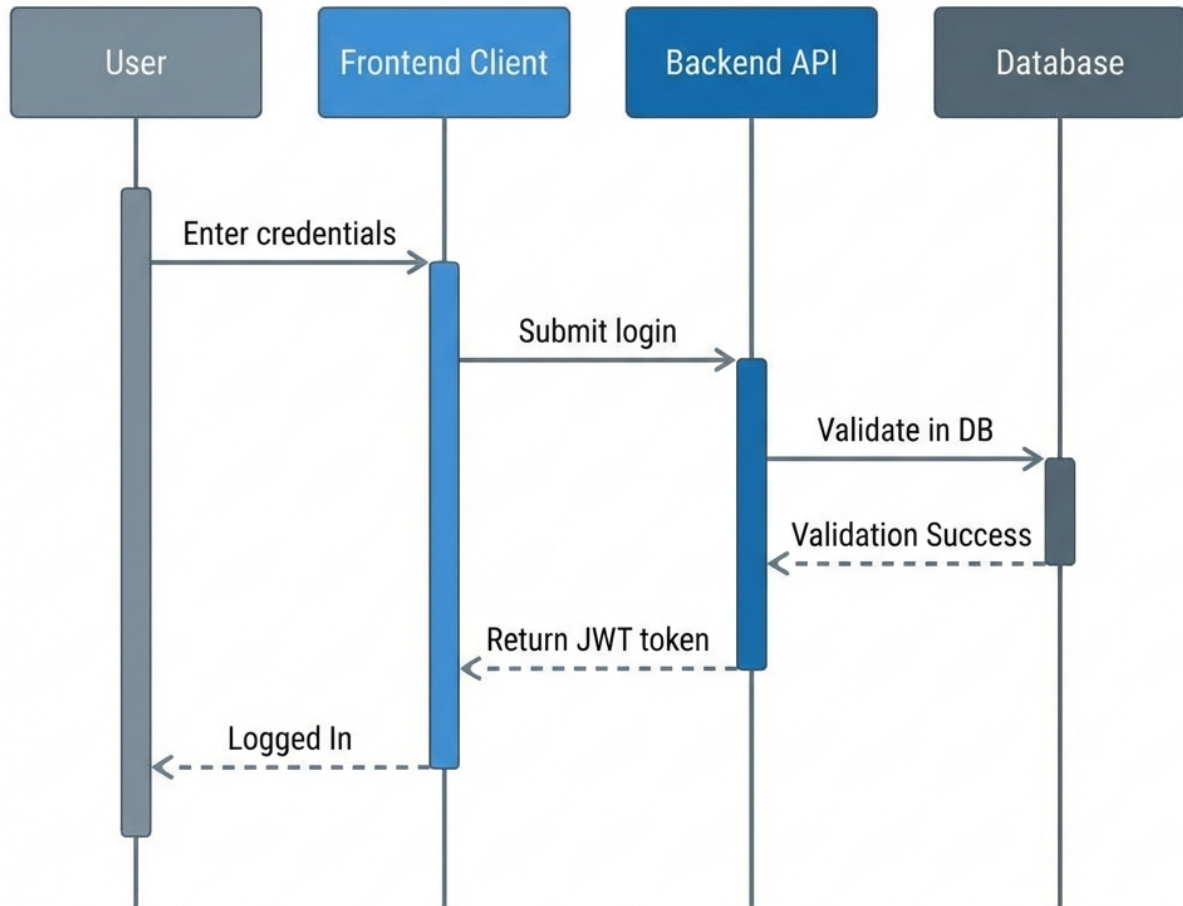 User
Frontend Client
Backend API
Database
Enter credentials
Submit login
Validate in DB
Validation Success
Return JWT token
Logged In